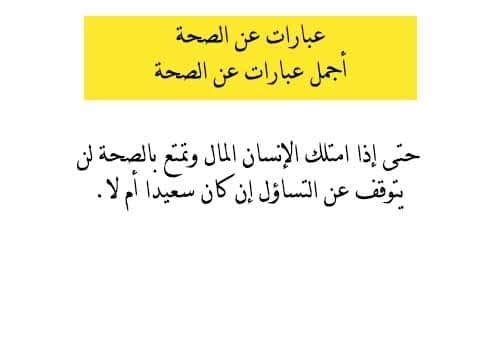 عبارات عن الصحة
أجمل عبارات عن الصحة
حتى إذا امتلك الإنسان المال وتمتع بالصحة لن
يتوقف عن التساؤل إن كان سعيدا أم لا.